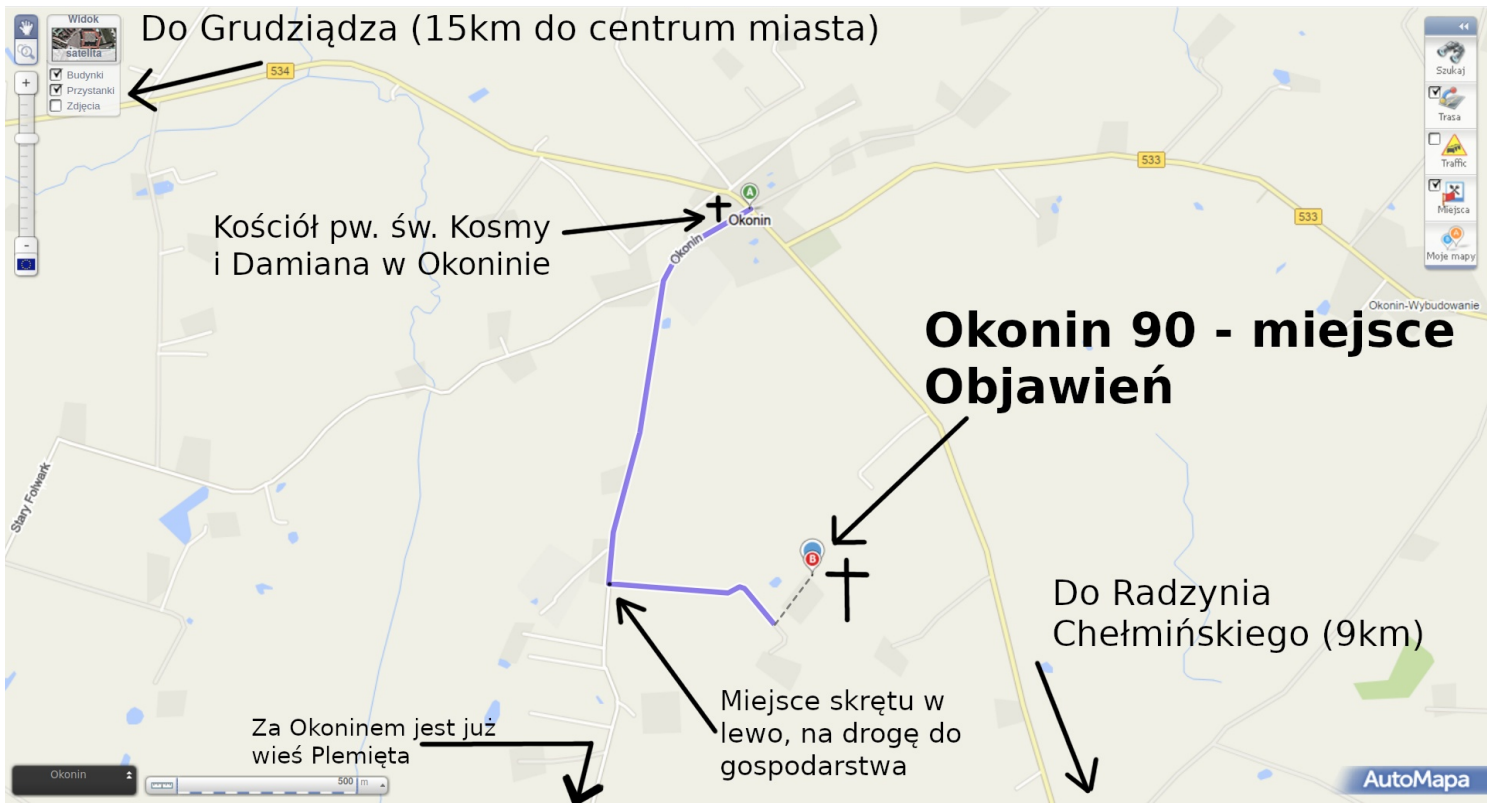 Widok
satelita
Budynki
Przystanki
Zdjęcia
+
-
Do Grudziądza (15km do centrum miasta)
534
Szukaj
Trasa
Traffic
Miejsca
Moje mapy
533
533
A
Okonin
Okonin
Kościół pw. św. Kosmy
i Damiana w Okoninie
Okonin-Wybudowanie
Okonin 90 - miejsce
Objawień
Stary Folwark
B
Do Radzynia
Chełmińskiego (9km)
Miejsce skrętu w
lewo, na drogę do
gospodarstwa
Za Okoninem jest już
wieś Plemięta
Okonin
500 m
AutoMapa